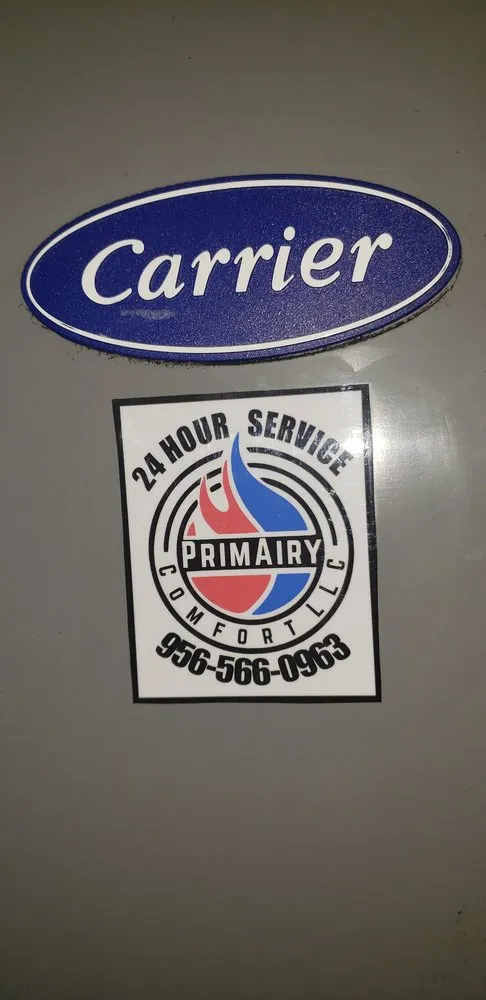 Carrier
24 HOUR SERVICE
PRIMAIRY
COMFORT LLC
956-566-0963